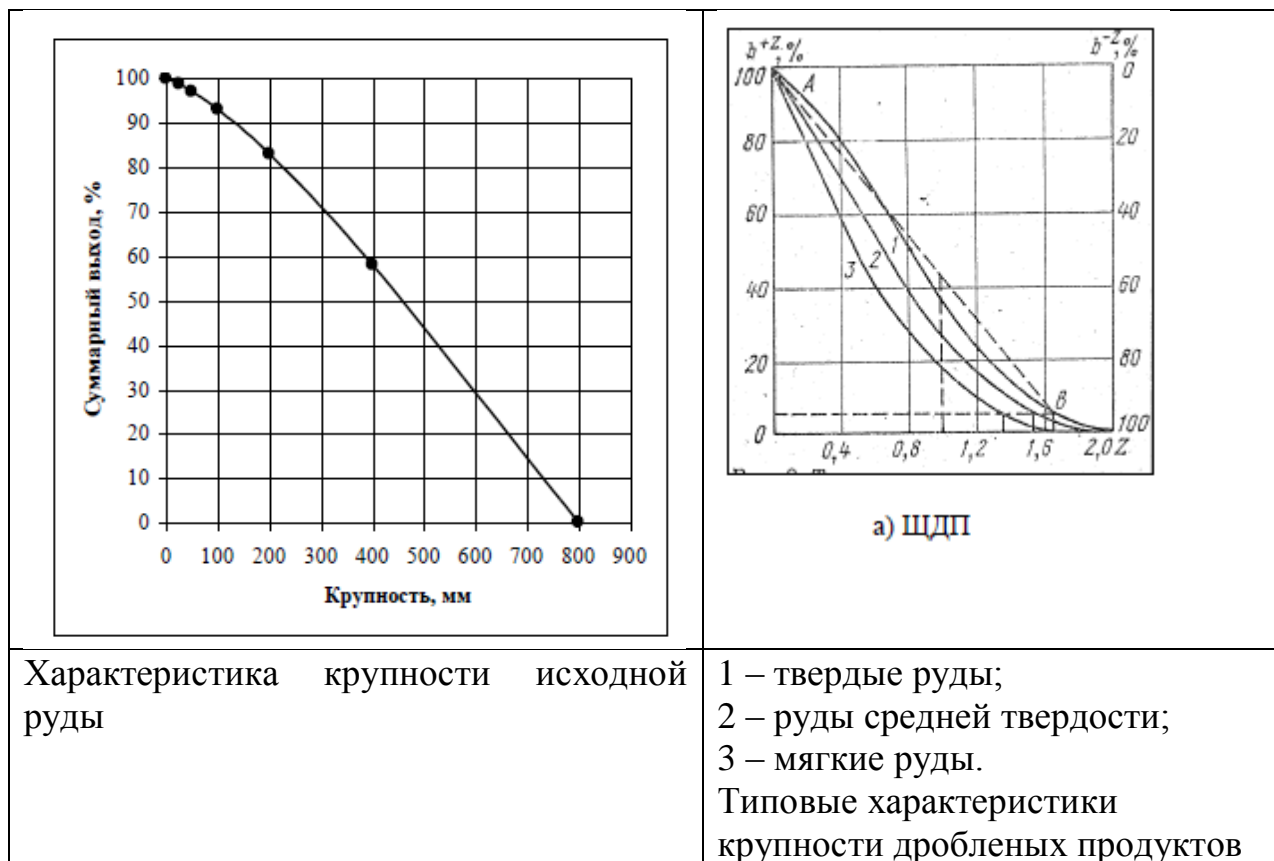 100
90
80
70
60
50
40
30
20
10
0
0 100 200 300 400 500 600 700 800 900
Суммарный выход, %
Крупность, мм
b⁺ᶻ, % b⁻ᶻ, %
100 A 0
80 20
60 40
1
2
3
40 60
20 80
B
0 100
0,4 0,8 1,2 1,6 2,0 Z
а) ЩДП
Характеристика крупности исходной
руды
1 – твердые руды;
2 – руды средней твердости;
3 – мягкие руды.
Типовые характеристики
крупности дробленых продуктов